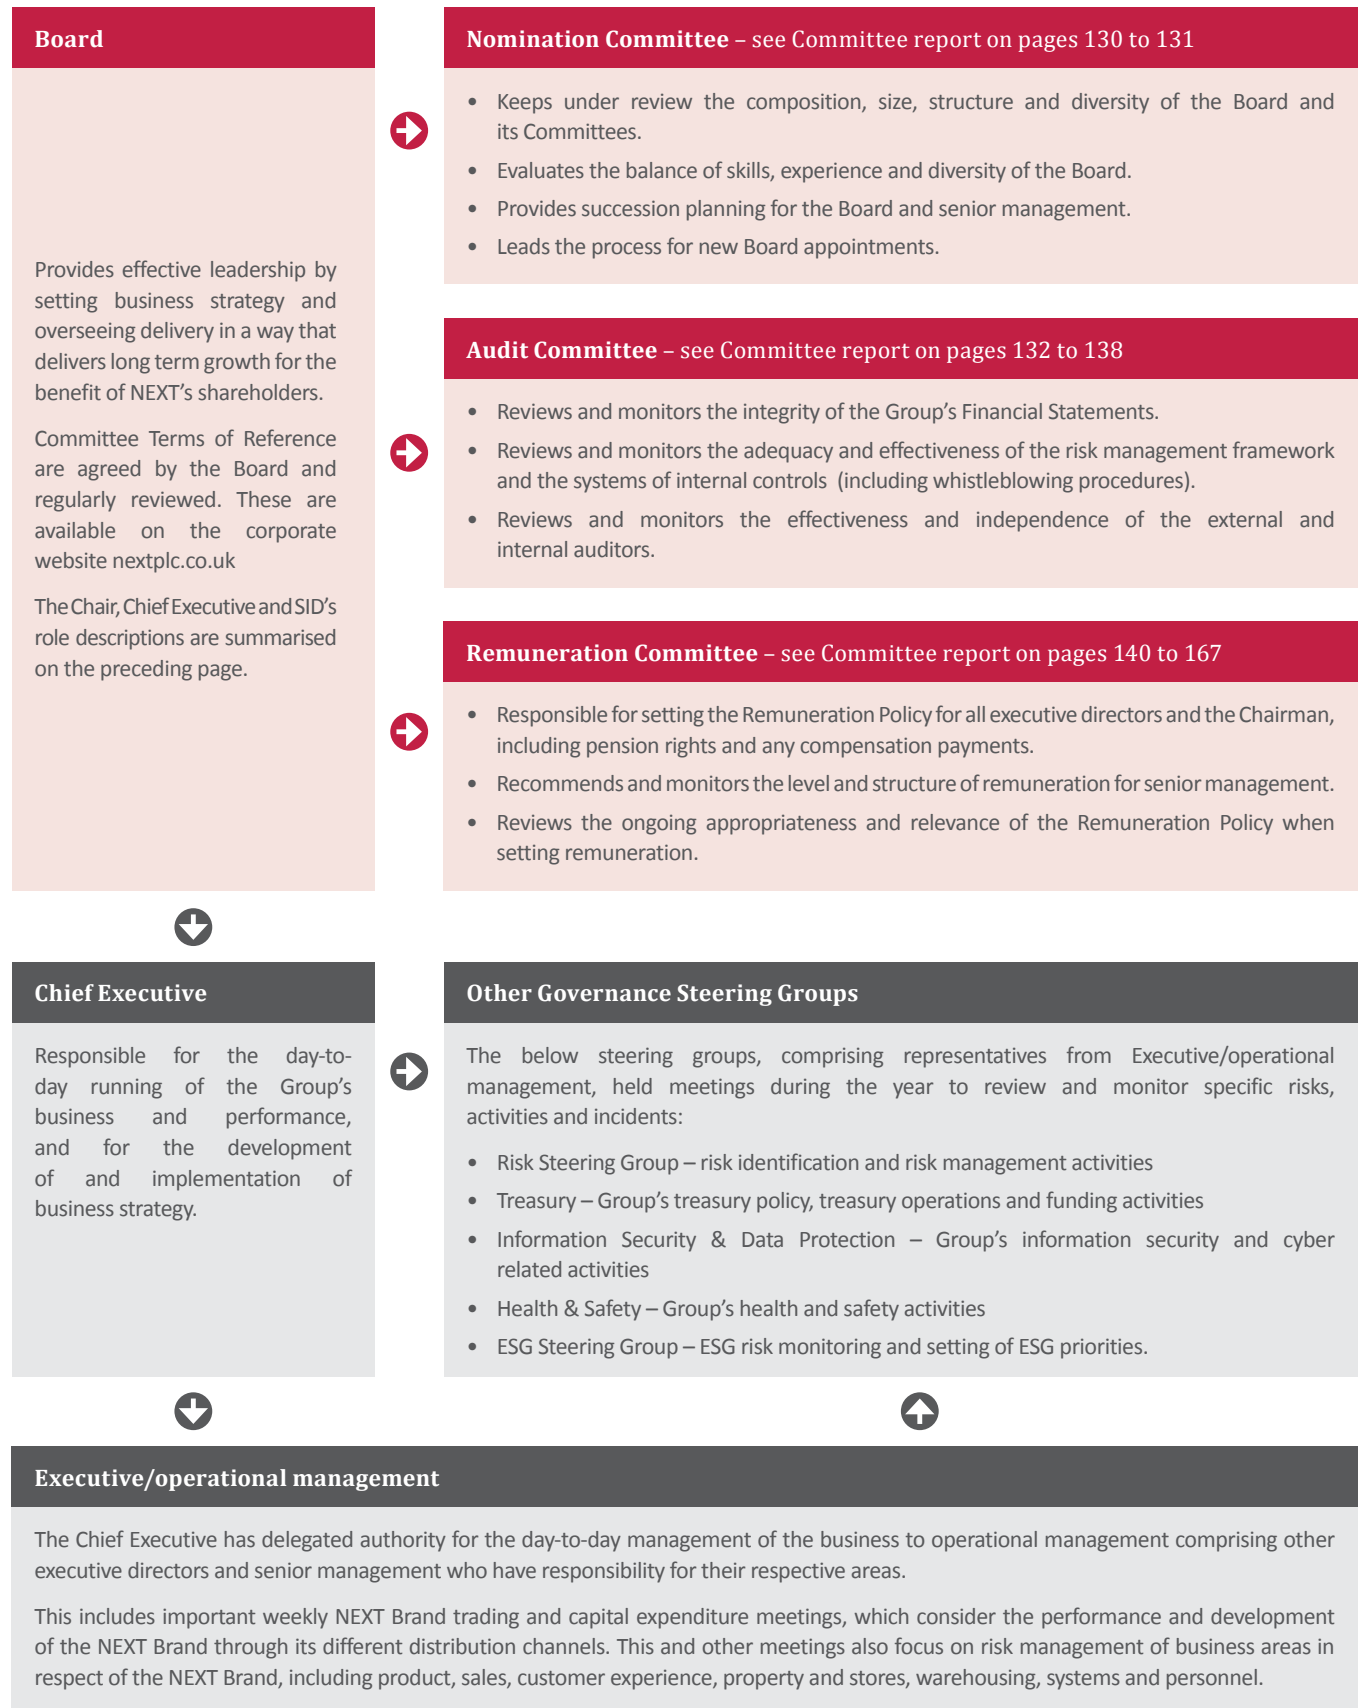 Board
Provides effective leadership by
setting business strategy and
overseeing delivery in a way that
delivers long term growth for the
benefit of NEXT's shareholders.
Committee Terms of Reference
are agreed by the Board and
regularly reviewed. These are
available on the corporate
website nextplc.co.uk
The Chair, Chief Executive and SID's
role descriptions are summarised
on the preceding page.
Nomination Committee – see Committee report on pages 130 to 131
• Keeps under review the composition, size, structure and diversity of the Board and
its Committees.
• Evaluates the balance of skills, experience and diversity of the Board.
• Provides succession planning for the Board and senior management.
• Leads the process for new Board appointments.
Audit Committee – see Committee report on pages 132 to 138
• Reviews and monitors the integrity of the Group's Financial Statements.
• Reviews and monitors the adequacy and effectiveness of the risk management framework
and the systems of internal controls (including whistleblowing procedures).
• Reviews and monitors the effectiveness and independence of the external and
internal auditors.
Remuneration Committee – see Committee report on pages 140 to 167
• Responsible for setting the Remuneration Policy for all executive directors and the Chairman,
including pension rights and any compensation payments.
• Recommends and monitors the level and structure of remuneration for senior management.
• Reviews the ongoing appropriateness and relevance of the Remuneration Policy when
setting remuneration.
Chief Executive
Responsible for the day-to-
day running of the Group's
business and performance,
and for the development
of and implementation of
business strategy.
Other Governance Steering Groups
The below steering groups, comprising representatives from Executive/operational
management, held meetings during the year to review and monitor specific risks,
activities and incidents:
• Risk Steering Group – risk identification and risk management activities
• Treasury – Group's treasury policy, treasury operations and funding activities
• Information Security & Data Protection – Group's information security and cyber
related activities
• Health & Safety – Group's health and safety activities
• ESG Steering Group – ESG risk monitoring and setting of ESG priorities.
Executive/operational management
The Chief Executive has delegated authority for the day-to-day management of the business to operational management comprising other
executive directors and senior management who have responsibility for their respective areas.
This includes important weekly NEXT Brand trading and capital expenditure meetings, which consider the performance and development
of the NEXT Brand through its different distribution channels. This and other meetings also focus on risk management of business areas in
respect of the NEXT Brand, including product, sales, customer experience, property and stores, warehousing, systems and personnel.